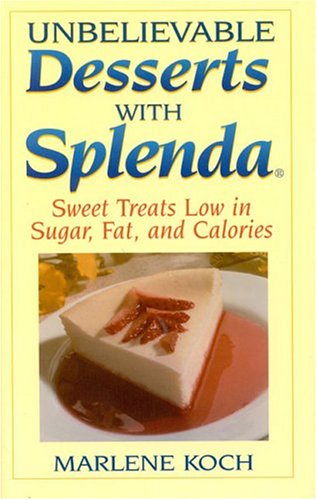 UNBELIEVABLE
Desserts
WITH
Splenda®
Sweet Treats Low in
Sugar, Fat, and Calories
MARLENE KOCH